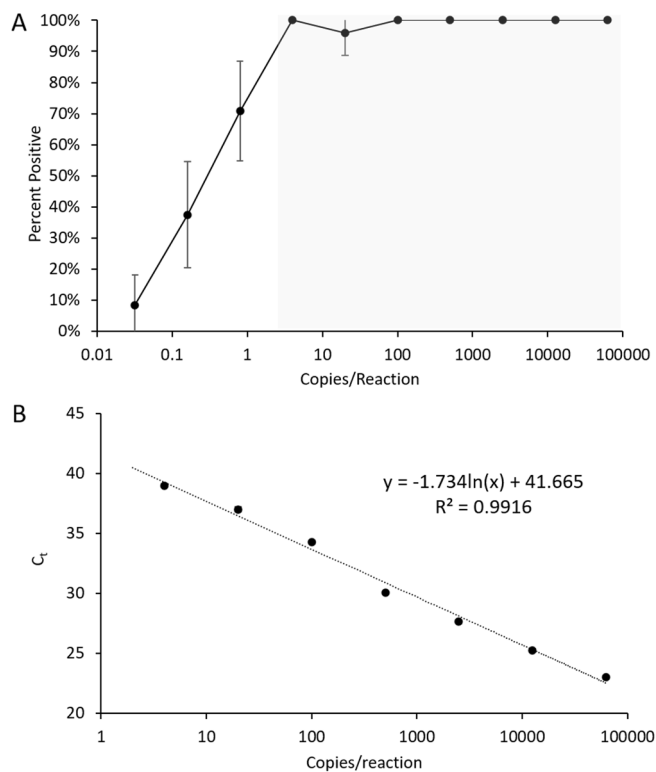 A
100%
90%
80%
70%
60%
50%
40%
30%
20%
10%
0%
Percent Positive
0.01 0.1 1 10 100 1000 10000 100000
Copies/Reaction
B
45
40
35
30
25
20
Ct
y = -1.734ln(x) + 41.665
R² = 0.9916
1 10 100 1000 10000 100000
Copies/reaction